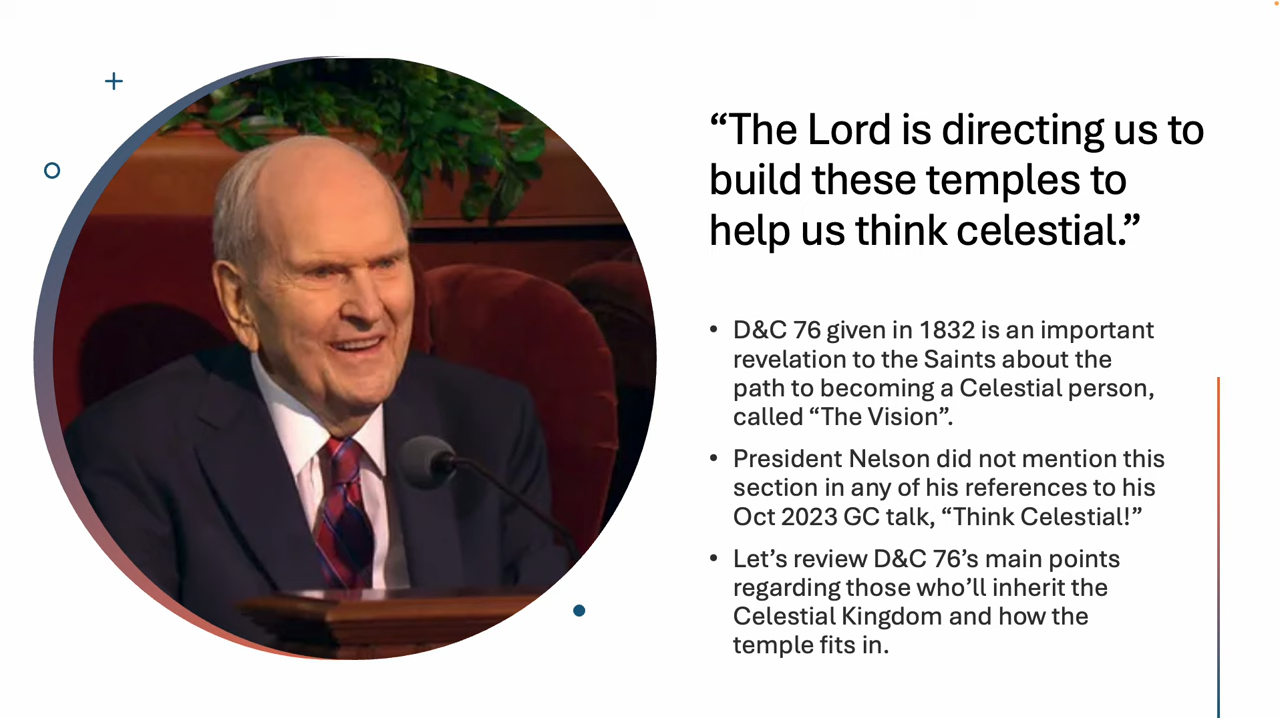 “The Lord is directing us to
build these temples to
help us think celestial.”
• D&C 76 given in 1832 is an important
revelation to the Saints about the
path to becoming a Celestial person,
called “The Vision”.
• President Nelson did not mention this
section in any of his references to his
Oct 2023 GC talk, “Think Celestial!”
• Let’s review D&C 76’s main points
regarding those who’ll inherit the
Celestial Kingdom and how the
temple fits in.